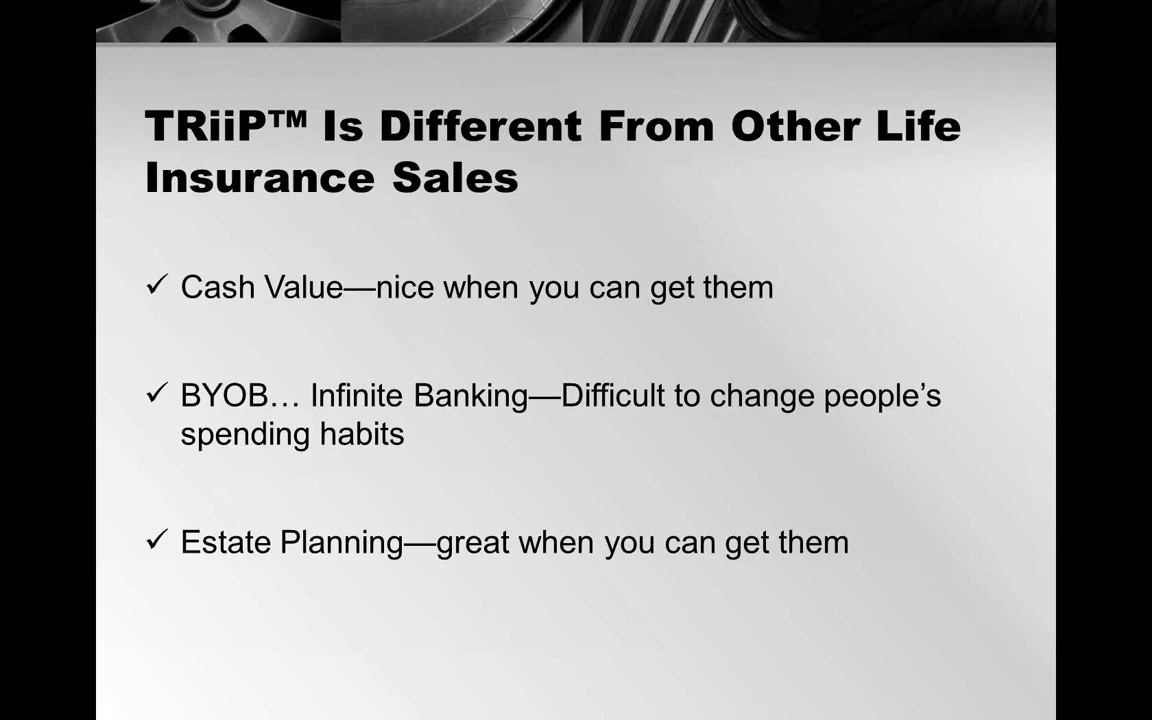 TRiiP™ Is Different From Other Life
Insurance Sales
✓ Cash Value—nice when you can get them
✓ BYOB… Infinite Banking—Difficult to change people’s
spending habits
✓ Estate Planning—great when you can get them